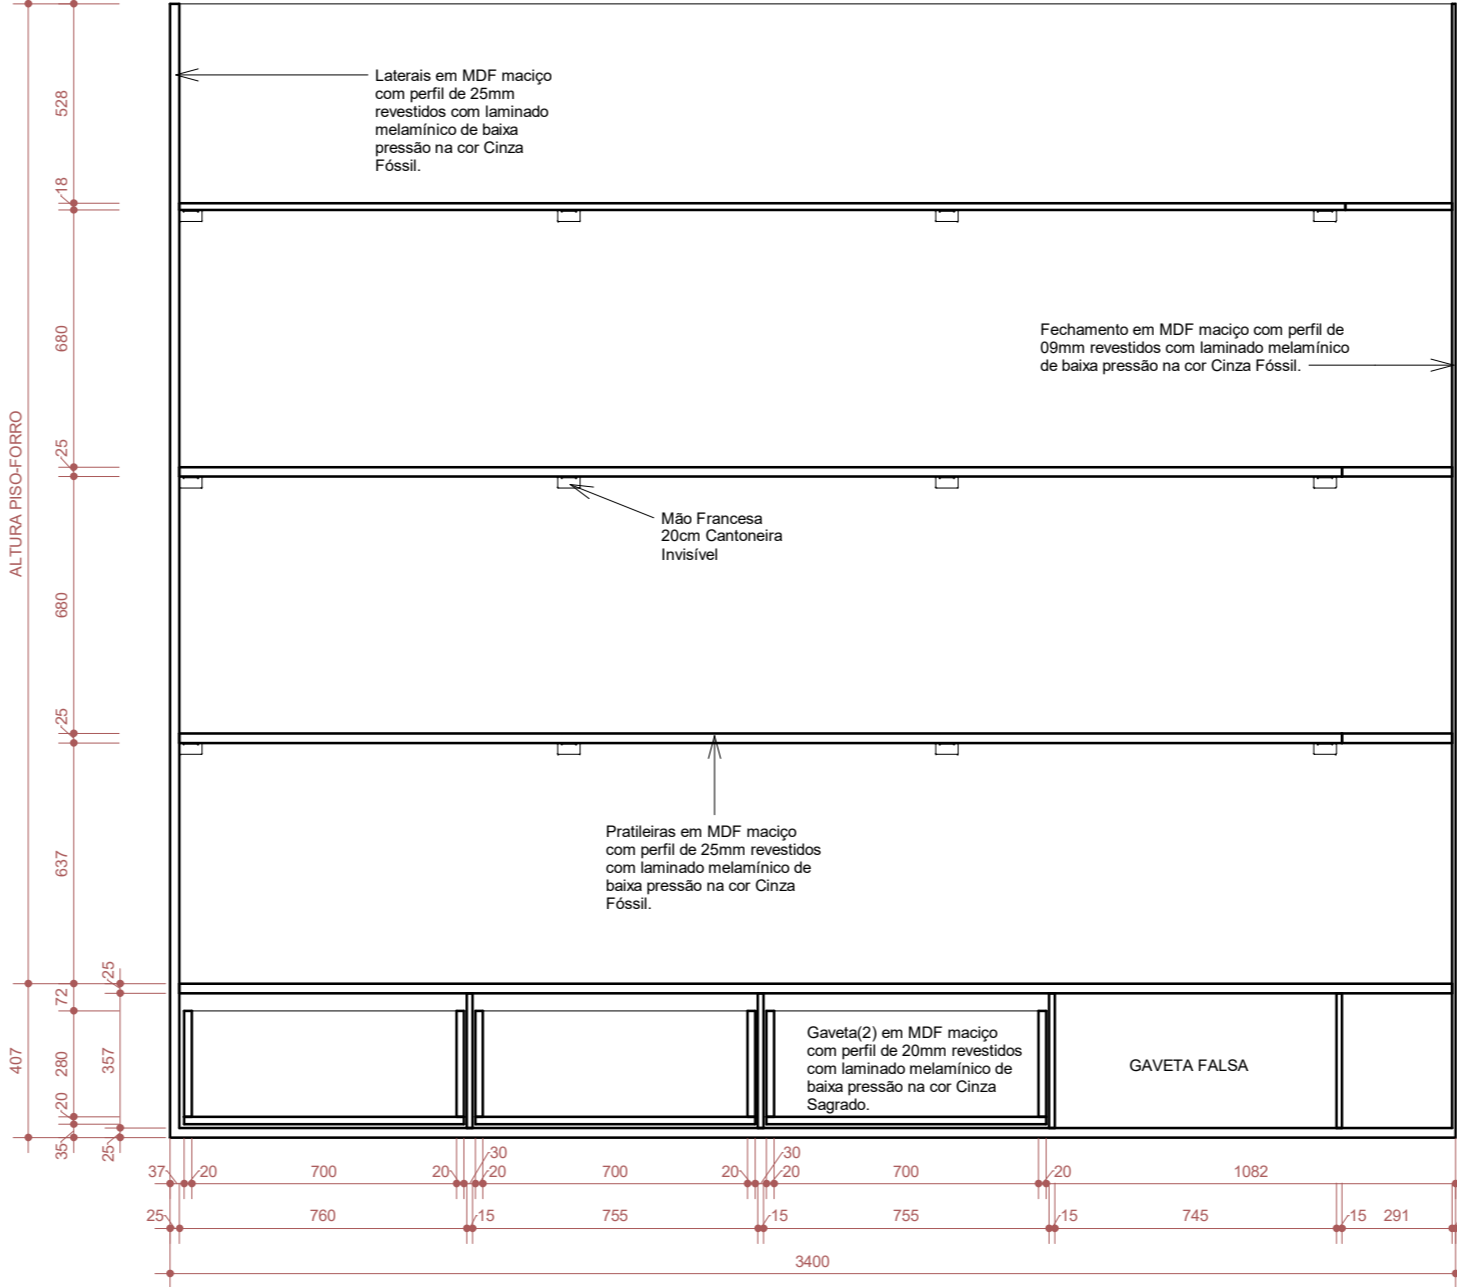 528
Laterais em MDF maciço
com perfil de 25mm
revestidos com laminado
melamínico de baixa
pressão na cor Cinza
Fóssil.
18
680
Fechamento em MDF maciço com perfil de
09mm revestidos com laminado melamínico
de baixa pressão na cor Cinza Fóssil.
ALTURA PISO-FORRO
25
Mão Francesa
20cm Cantoneira
Invisível
680
25
Pratileiras em MDF maciço
com perfil de 25mm revestidos
com laminado melamínico de
baixa pressão na cor Cinza
Fóssil.
637
25
72
407
280
357
20
35
25
Gaveta(2) em MDF maciço
com perfil de 20mm revestidos
com laminado melamínico de
baixa pressão na cor Cinza
Sagrado.
GAVETA FALSA
37 20 700 20 30 20 700 20 30 20 700 20 1082
25 760 15 755 15 755 15 745 15 291
3400